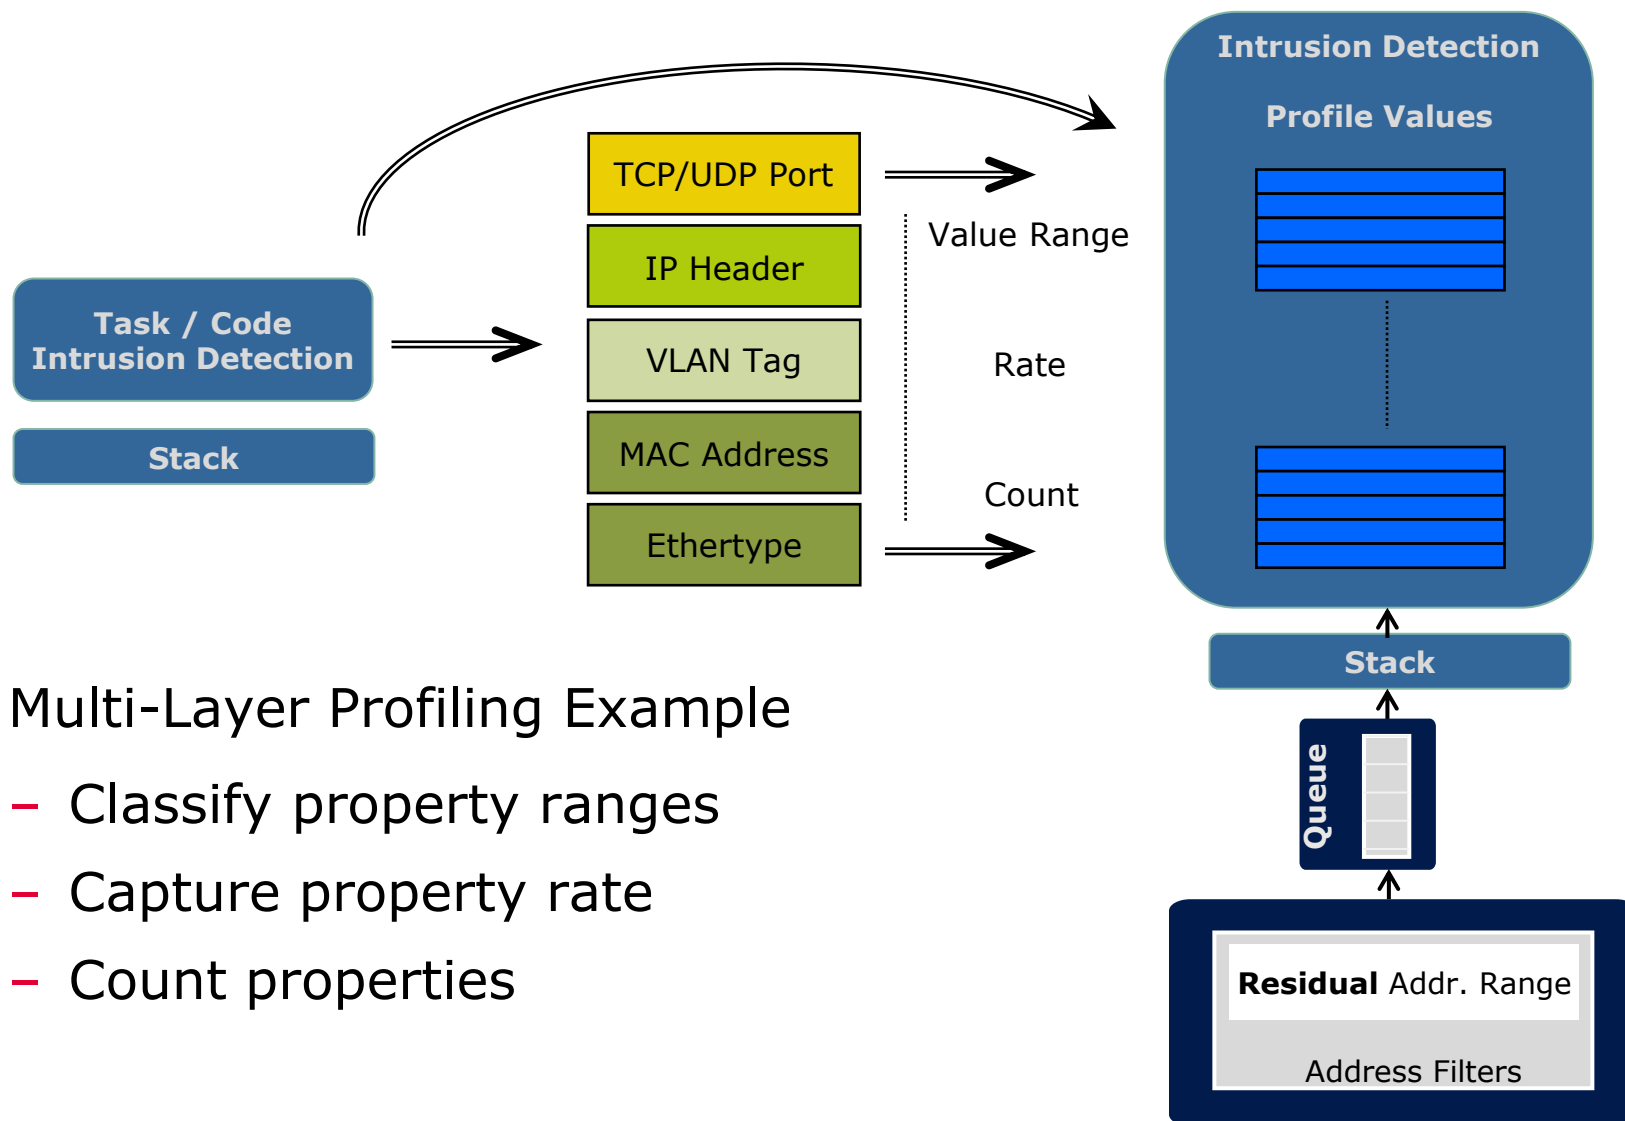 Intrusion Detection
Profile Values
TCP/UDP Port
Value Range
IP Header
Task / Code
Intrusion Detection
VLAN Tag
Rate
Stack
MAC Address
Count
Ethertype
Stack
Multi-Layer Profiling Example
– Classify property ranges
– Capture property rate
– Count properties
Queue
Residual Addr. Range
Address Filters